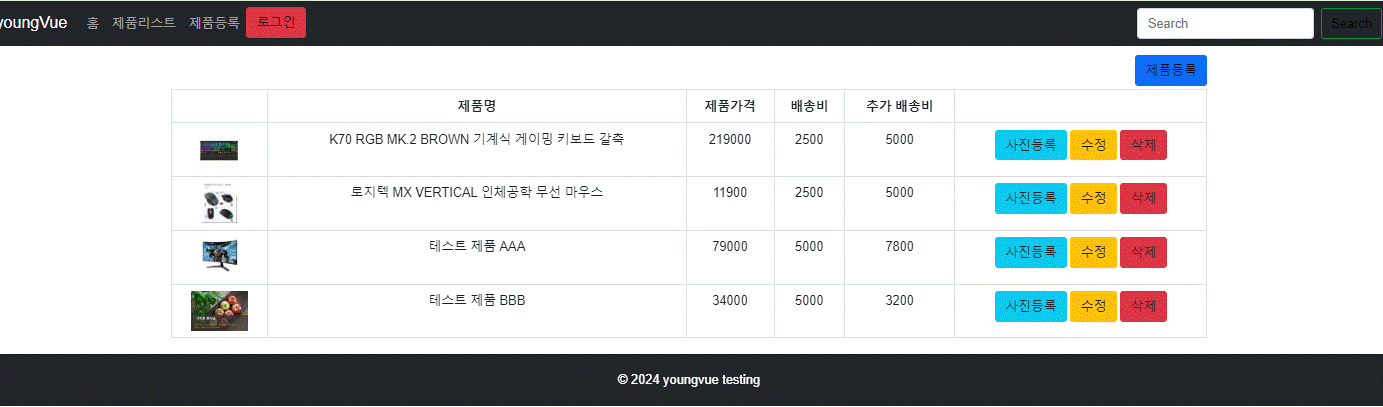 youngVue 홈 제품리스트 제품등록 로그인 Search Search
제품등록
제품명 제품가격 배송비 추가 배송비
K70 RGB MK.2 BROWN 기계식 게이밍 키보드 갈축 219000 2500 5000 사진등록 수정 삭제
로지텍 MX VERTICAL 인체공학 무선 마우스 11900 2500 5000 사진등록 수정 삭제
테스트 제품 AAA 79000 5000 7800 사진등록 수정 삭제
테스트 제품 BBB 34000 5000 3200 사진등록 수정 삭제
© 2024 youngvue testing